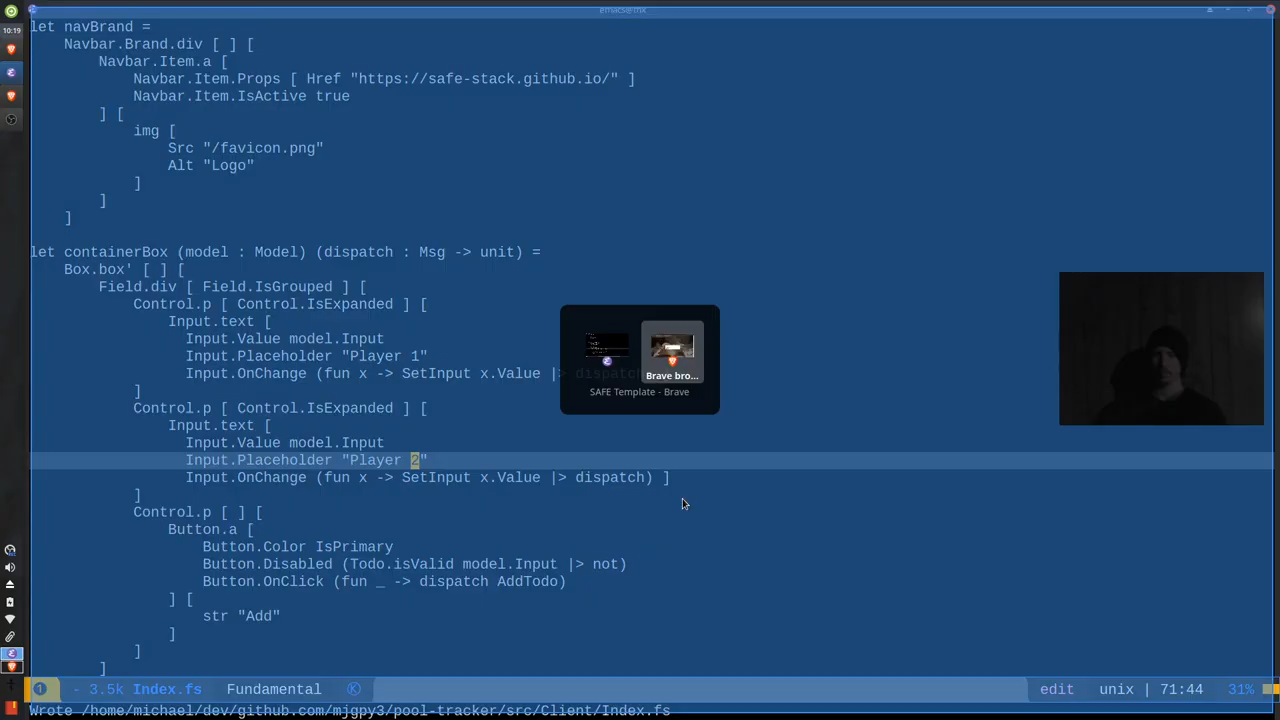 emacs@mk
10:19
let navBrand =
Navbar.Brand.div [ ] [
Navbar.Item.a [
Navbar.Item.Props [ Href "https://safe-stack.github.io/" ]
Navbar.Item.IsActive true
] [
img [
Src "/favicon.png"
Alt "Logo"
]
]
]
let containerBox (model : Model) (dispatch : Msg -> unit) =
Box.box' [ ] [
Field.div [ Field.IsGrouped ] [
Control.p [ Control.IsExpanded ] [
Input.text [
Input.Value model.Input
Input.Placeholder "Player 1"
Input.OnChange (fun x -> SetInput x.Value |> dispatch
]
Control.p [ Control.IsExpanded ] [
Input.text [
Input.Value model.Input
Input.Placeholder "Player 2"
Input.OnChange (fun x -> SetInput x.Value |> dispatch) ]
]
Control.p [ ] [
Button.a [
Button.Color IsPrimary
Button.Disabled (Todo.isValid model.Input |> not)
Button.OnClick (fun _ -> dispatch AddTodo)
] [
str "Add"
]
]
]
Brave bro...
SAFE Template - Brave
1 - 3.5k Index.fs Fundamental K edit unix | 71:44 31%
Wrote /home/michael/dev/github.com/mjgpy3/pool-tracker/src/Client/Index.fs